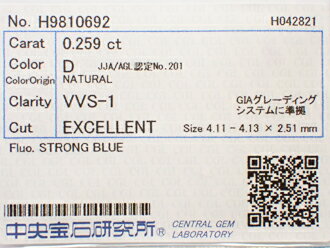 No. H9810692 H042821
Carat 0.259 ct
Color D JJA/AGL認定No.201
ColorOrigin NATURAL
Clarity VVS-1 GIAグレーディング
システムに準拠
Cut EXCELLENT Size 4.11 - 4.13 × 2.51 mm
Fluo. STRONG BLUE
中央宝石研究所® CENTRAL GEM
LABORATORY